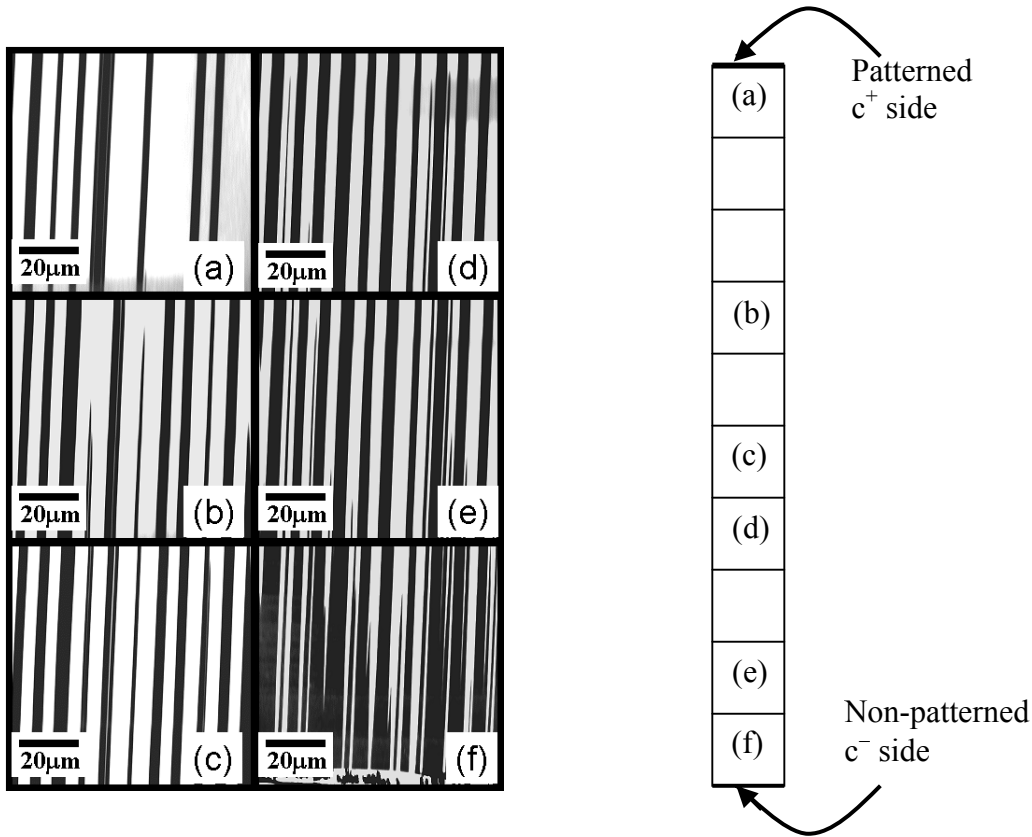 20μm (a)
20μm (d)
20μm (b)
20μm (e)
20μm (c)
20μm (f)
Patterned
c⁺ side
(a)
(b)
(c)
(d)
(e)
(f)
Non-patterned
c⁻ side